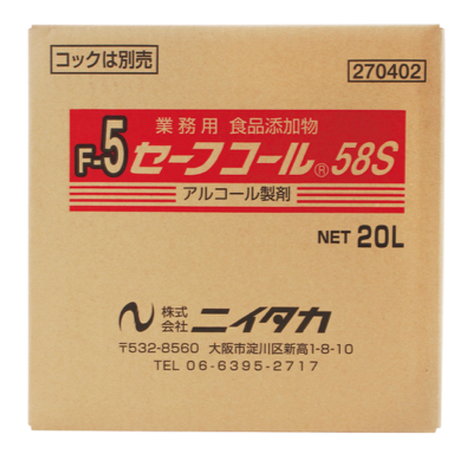 コックは別売
270402
業務用 食品添加物
F-5 セーフコール® 58S
アルコール製剤
NET 20L
株式会社 ニイタカ
〒532-8560 大阪市淀川区新高1-8-10
TEL 06-6395-2717